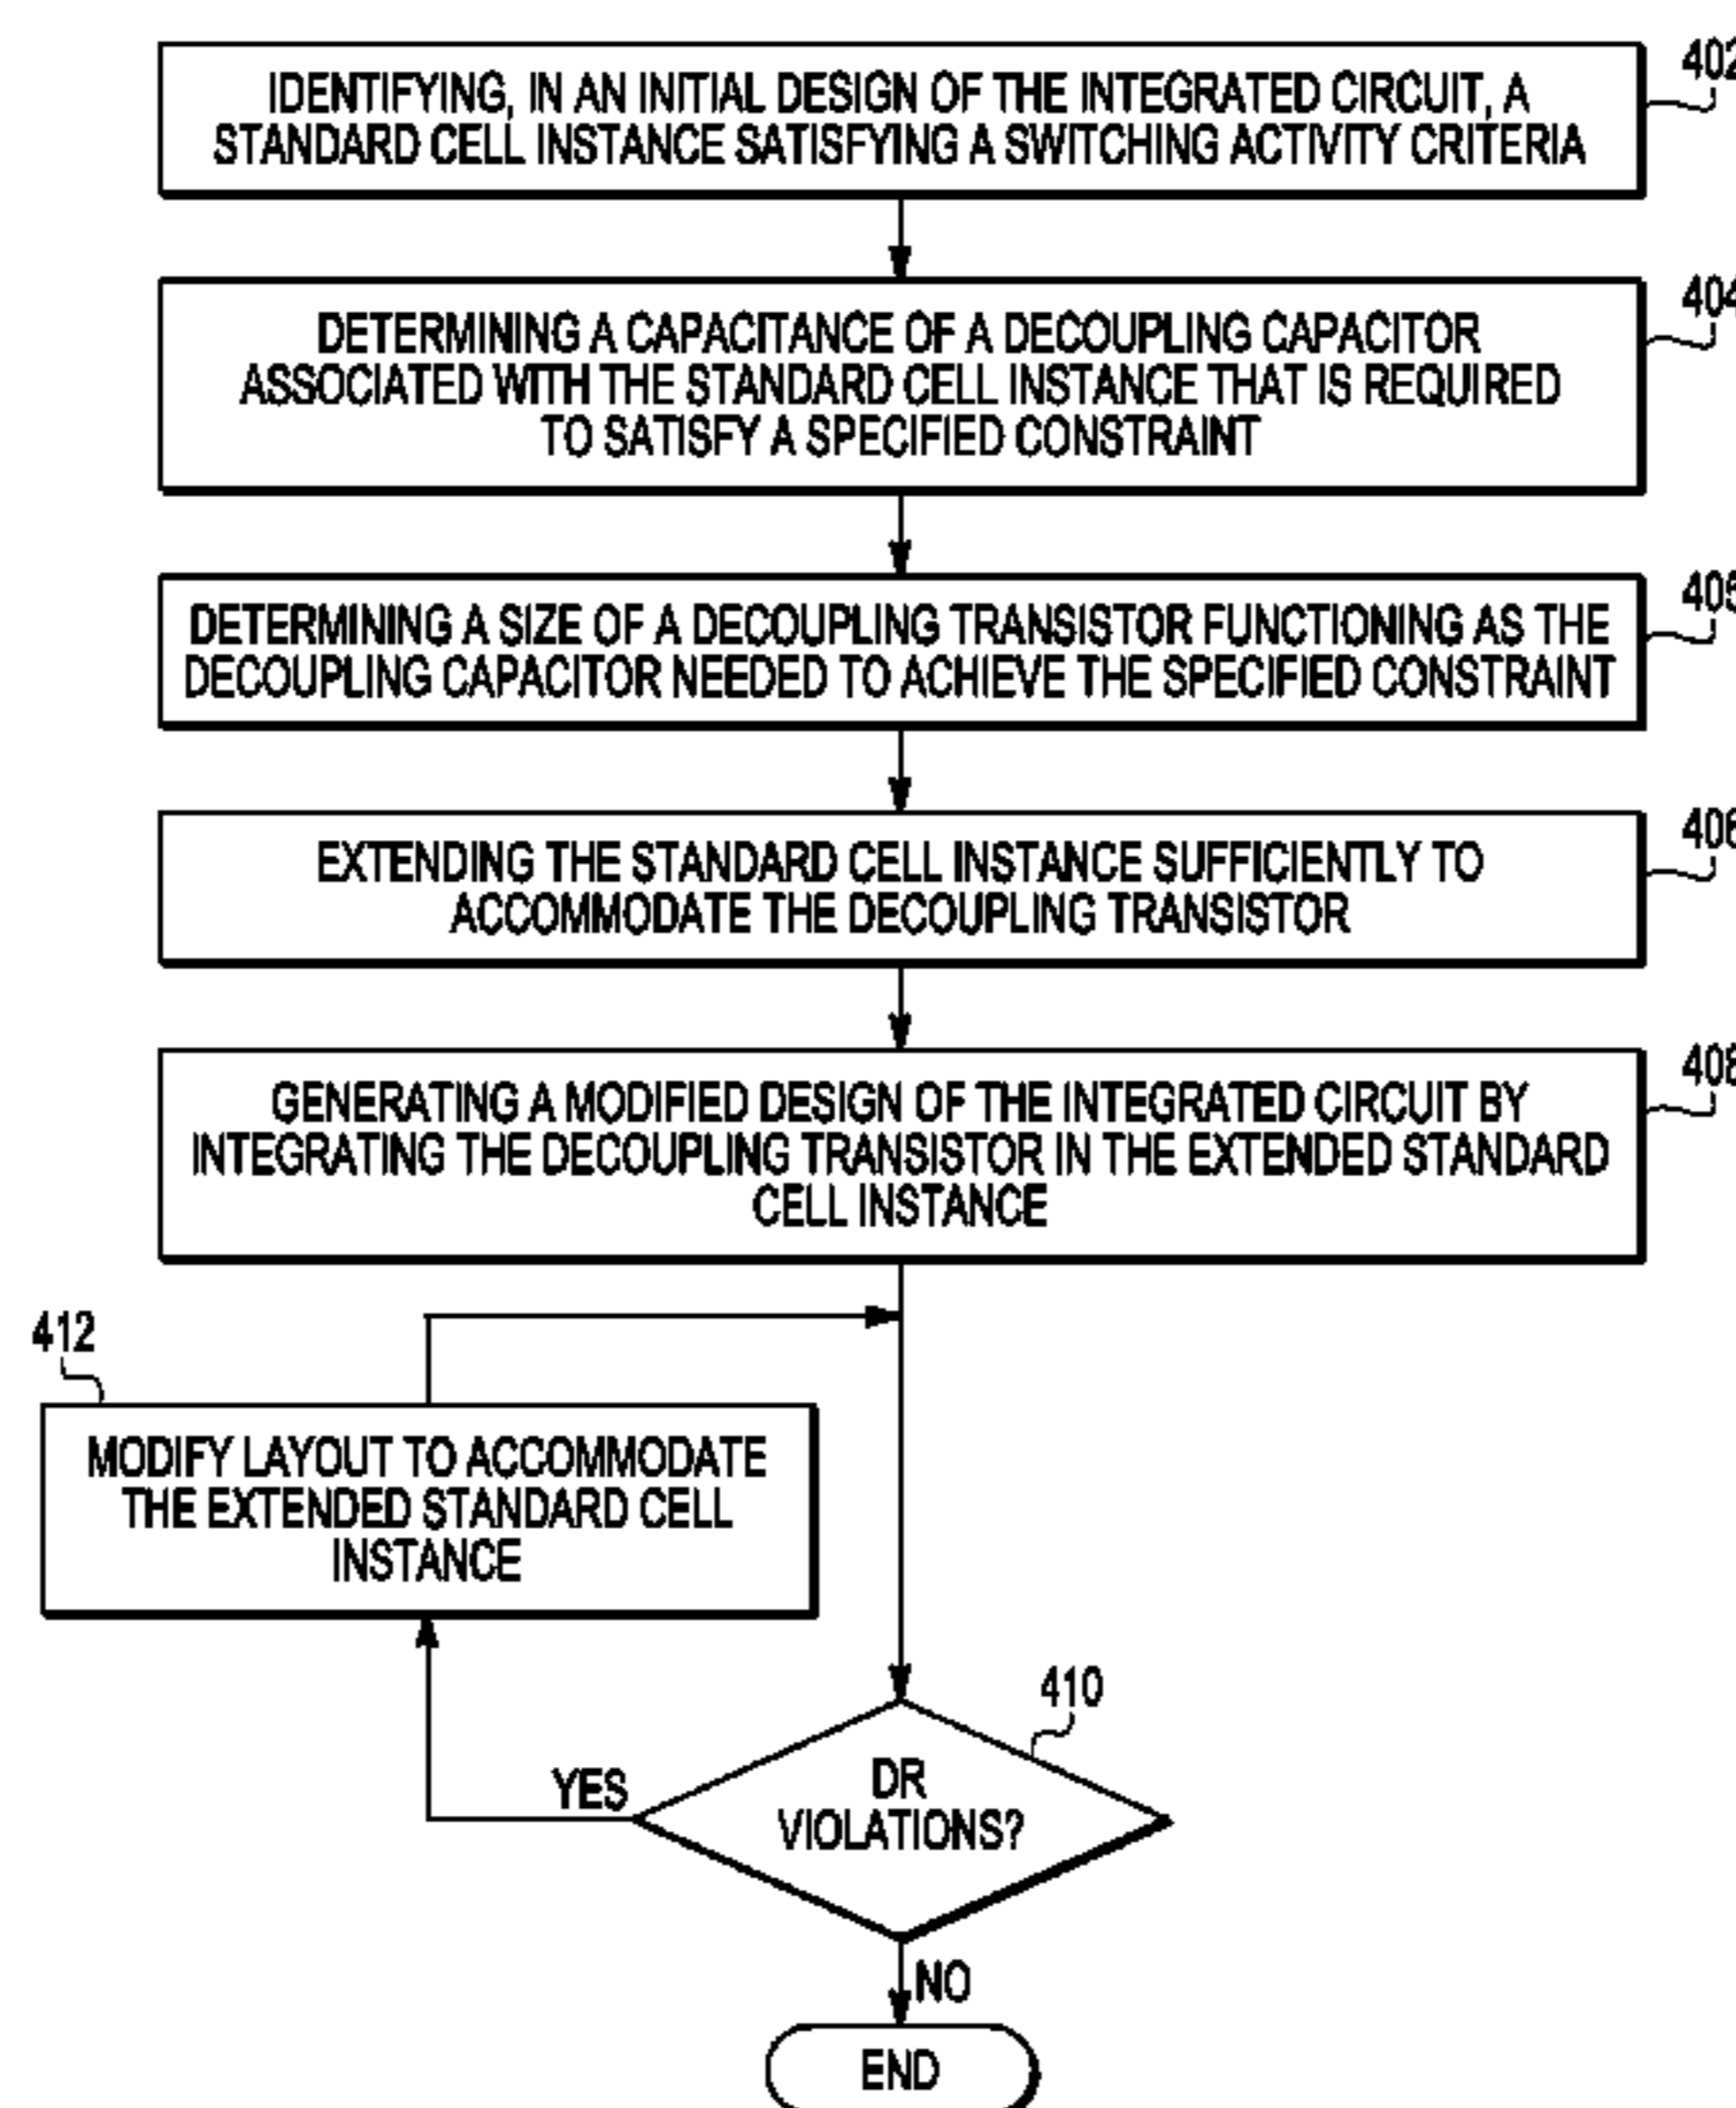 402
IDENTIFYING, IN AN INITIAL DESIGN OF THE INTEGRATED CIRCUIT, A
STANDARD CELL INSTANCE SATISFYING A SWITCHING ACTIVITY CRITERIA
404
DETERMINING A CAPACITANCE OF A DECOUPLING CAPACITOR
ASSOCIATED WITH THE STANDARD CELL INSTANCE THAT IS REQUIRED
TO SATISFY A SPECIFIED CONSTRAINT
405
DETERMINING A SIZE OF A DECOUPLING TRANSISTOR FUNCTIONING AS THE
DECOUPLING CAPACITOR NEEDED TO ACHIEVE THE SPECIFIED CONSTRAINT
406
EXTENDING THE STANDARD CELL INSTANCE SUFFICIENTLY TO
ACCOMMODATE THE DECOUPLING TRANSISTOR
408
GENERATING A MODIFIED DESIGN OF THE INTEGRATED CIRCUIT BY
INTEGRATING THE DECOUPLING TRANSISTOR IN THE EXTENDED STANDARD
CELL INSTANCE
412
MODIFY LAYOUT TO ACCOMMODATE
THE EXTENDED STANDARD CELL
INSTANCE
410
DR
VIOLATIONS?
YES
NO
END